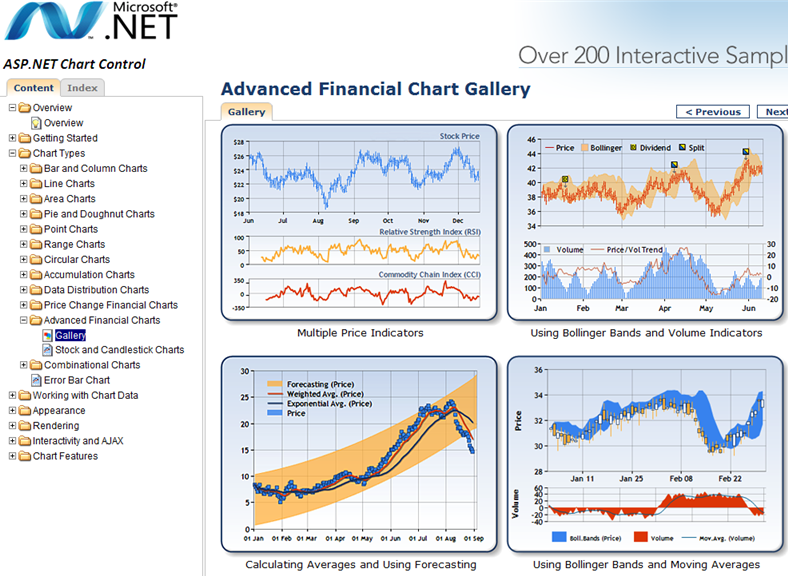 Microsoft®
.NET
ASP.NET Chart Control
Over 200 Interactive Sampl
Content
Index
Overview
Overview
Getting Started
Chart Types
Bar and Column Charts
Line Charts
Area Charts
Pie and Doughnut Charts
Point Charts
Range Charts
Circular Charts
Accumulation Charts
Data Distribution Charts
Price Change Financial Charts
Advanced Financial Charts
Gallery
Stock and Candlestick Charts
Combinational Charts
Error Bar Chart
Working with Chart Data
Appearance
Rendering
Interactivity and AJAX
Chart Features
Advanced Financial Chart Gallery
Gallery
< Previous
Next
Stock Price
$28
$26
$24
$22
$20
$18
Jun Jul Aug Sep Oct Nov Dec
Relative Strength Index (RSI)
100
50
0
Commodity Chain Index (CCI)
350
0
-350
Multiple Price Indicators
Price Bollinger Dividend Split
46
44
42
40
38
36
34
Volume Price/Vol Trend
500
400
300
200
100
0
30
20
10
0
-10
-20
Jan Feb Mar Apr May Jun
Using Bollinger Bands and Volume Indicators
Forecasting (Price)
Weighted Avg. (Price)
Exponential Avg. (Price)
Price
30
25
20
15
10
5
0
01 Jan 01 Feb 01 Mar 01 Apr 01 May 01 Jun 01 Jul 01 Aug 01 Sep
Calculating Averages and Using Forecasting
Price
36
34
32
30
28
Jan 11 Jan 25 Feb 08 Feb 22
Volume
60
40
20
0
-20
-40
Boll.Bands (Price) Volume Mov.Avg. (Volume)
Using Bollinger Bands and Moving Averages